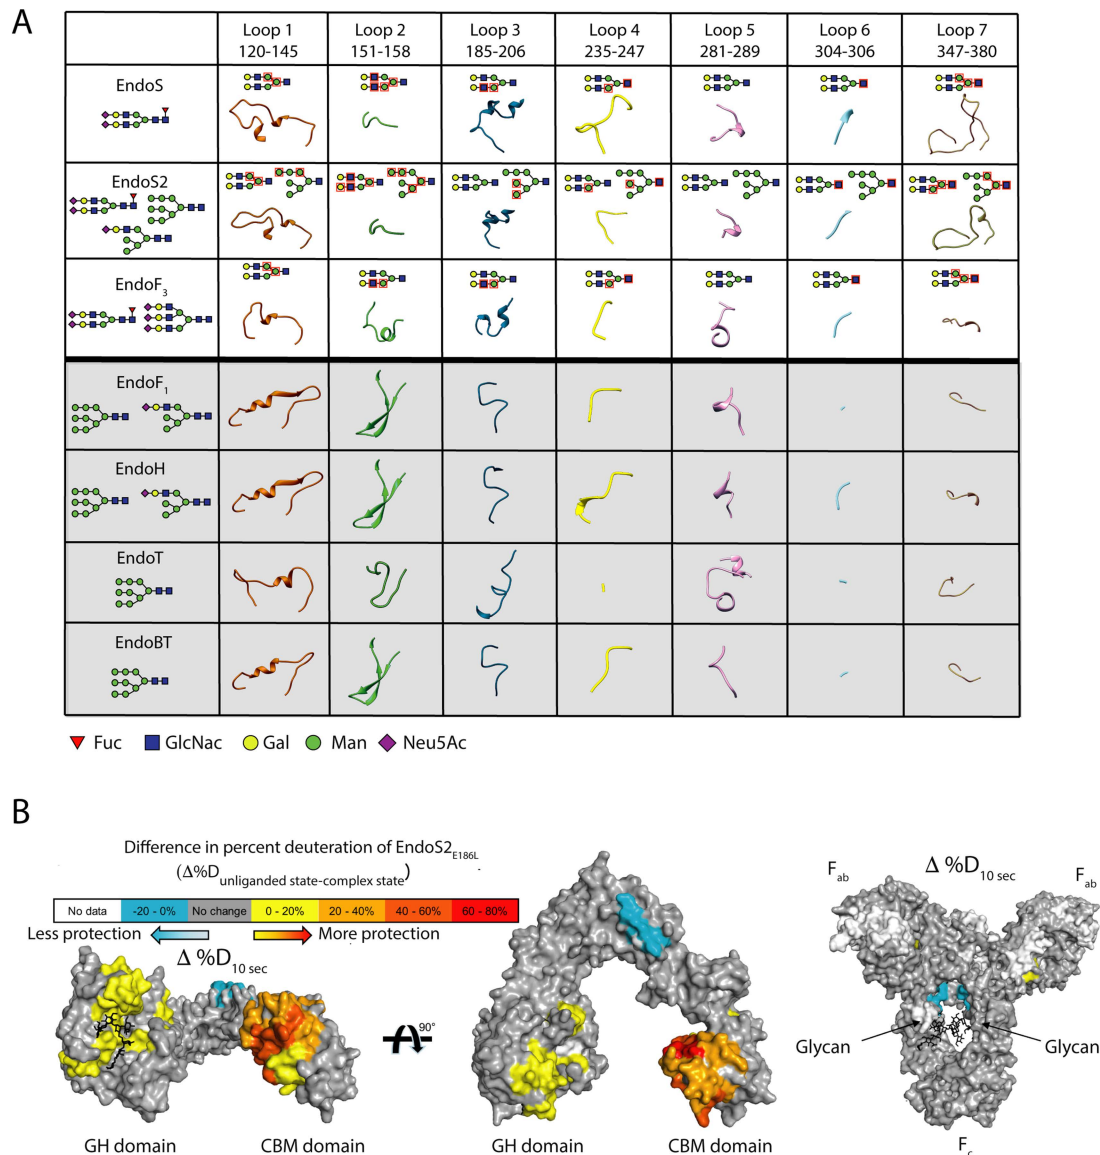 A
Loop 1 Loop 2 Loop 3 Loop 4 Loop 5 Loop 6 Loop 7
120-145 151-158 185-206 235-247 281-289 304-306 347-380
EndoS
EndoS2
EndoF3
EndoF1
EndoH
EndoT
EndoBT
Fuc GlcNac Gal Man Neu5Ac
B
Difference in percent deuteration of EndoS2E186L
(Δ%Dunliganded state-complex state)
No data -20 - 0% No change 0 - 20% 20 - 40% 40 - 60% 60 - 80%
Less protection More protection
Δ %D10 sec
90°
GH domain CBM domain
GH domain CBM domain
Δ %D10 sec
Fab Fab
Glycan Glycan
Fc